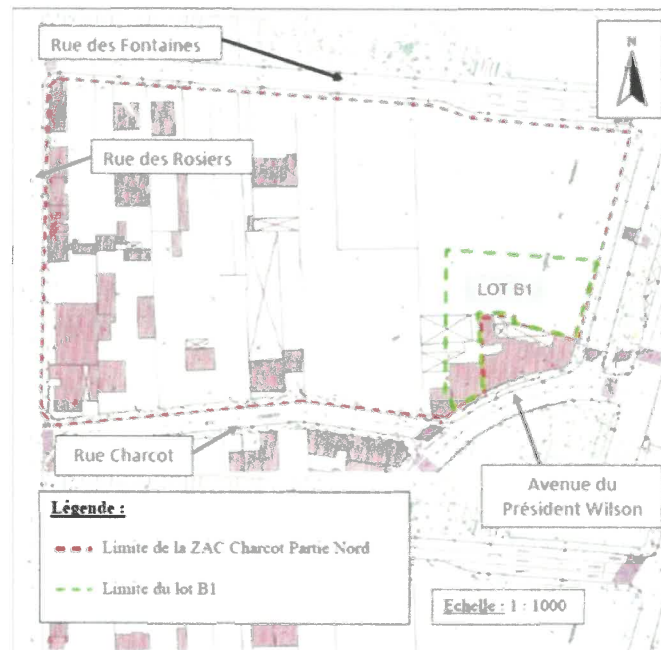 Rue des Fontaines
N
Rue des Rosiers
LOT B1
Rue Charcot
Avenue du
Président Wilson
Légende :
Limite de la ZAC Charcot Partie Nord
Limite du lot B1
Echelle : 1 : 1000